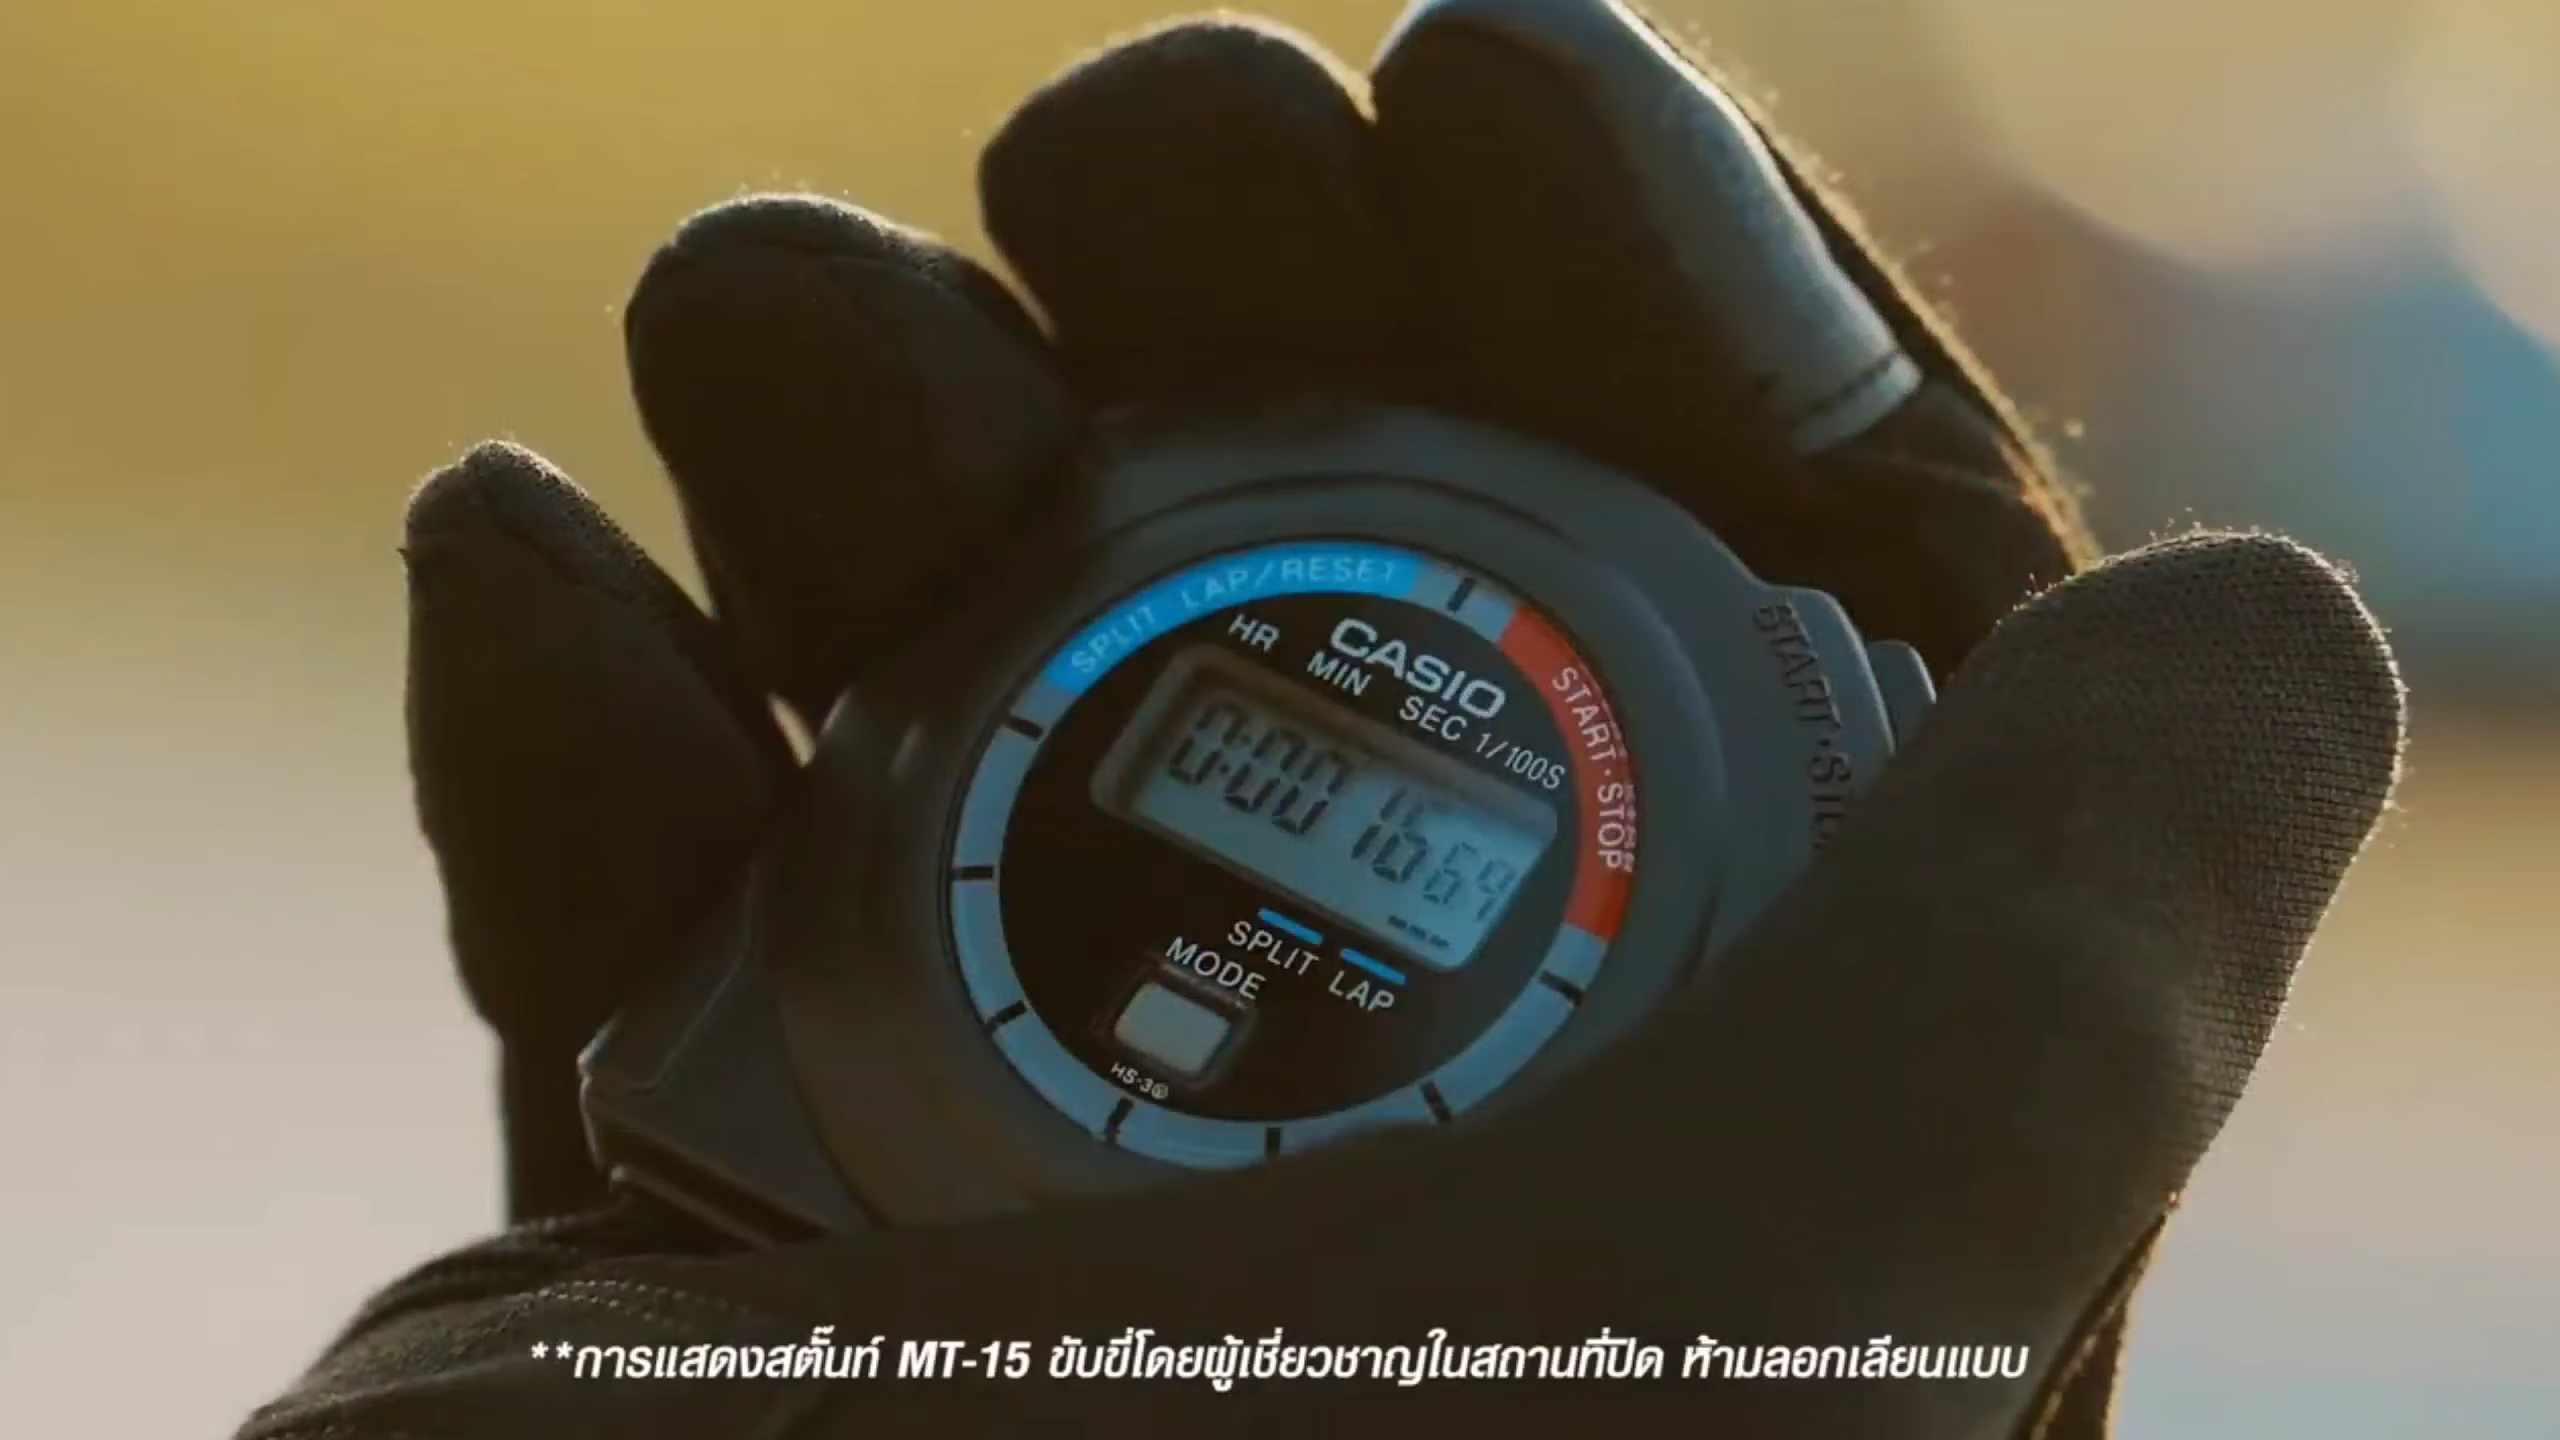 SPLIT LAP/RESET
CASIO
HR MIN SEC 1/100S
START·STOP
START·STO
0:00 16 69
SPLIT LAP
MODE
HS-3
**การแสดงสตั๊นท์ MT-15 ขับขี่โดยผู้เชี่ยวชาญในสถานที่ปิด ห้ามลอกเลียนแบบ